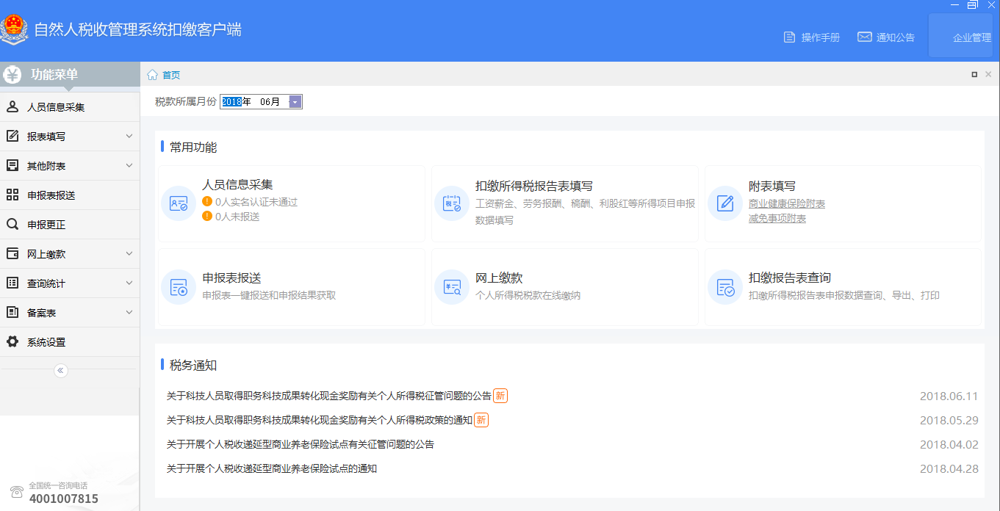 自然人税收管理系统扣缴客户端
操作手册
通知公告
企业管理
功能菜单
首页
税款所属月份 2018年 06月
人员信息采集
报表填写
其他附表
申报表报送
申报更正
网上缴款
查询统计
备案表
系统设置
全国统一咨询电话
4001007815
常用功能
人员信息采集
0人实名认证未通过
0人未报送
扣缴所得税报告表填写
工资薪金、劳务报酬、稿酬、利股红等所得项目申报
数据填写
附表填写
商业健康保险附表
减免事项附表
申报表报送
申报表一键报送和申报结果获取
网上缴款
个人所得税税款在线缴纳
扣缴报告表查询
扣缴所得税报告表申报数据查询、导出、打印
税务通知
关于科技人员取得职务科技成果转化现金奖励有关个人所得税征管问题的公告 新 2018.06.11
关于科技人员取得职务科技成果转化现金奖励有关个人所得税政策的通知 新 2018.05.29
关于开展个人税收递延型商业养老保险试点有关征管问题的公告 2018.04.02
关于开展个人税收递延型商业养老保险试点的通知 2018.04.28